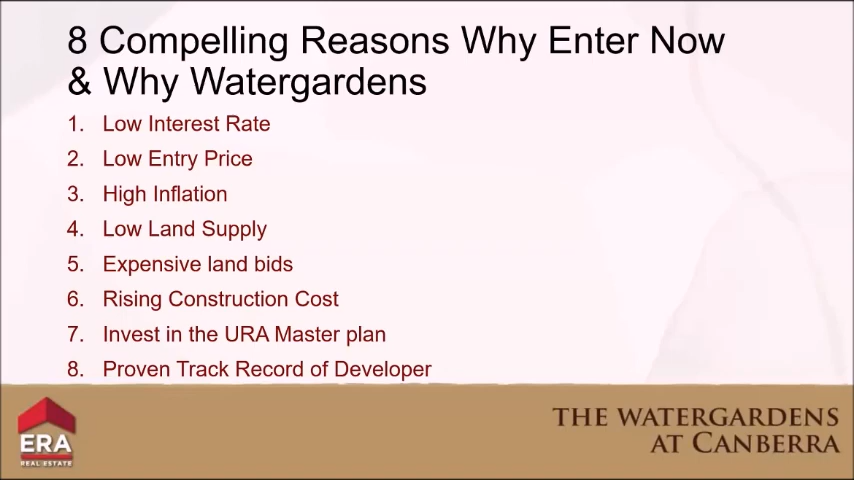 8 Compelling Reasons Why Enter Now
& Why Watergardens
1. Low Interest Rate
2. Low Entry Price
3. High Inflation
4. Low Land Supply
5. Expensive land bids
6. Rising Construction Cost
7. Invest in the URA Master plan
8. Proven Track Record of Developer
ERA
REAL ESTATE
THE WATERGARDENS
AT CANBERRA